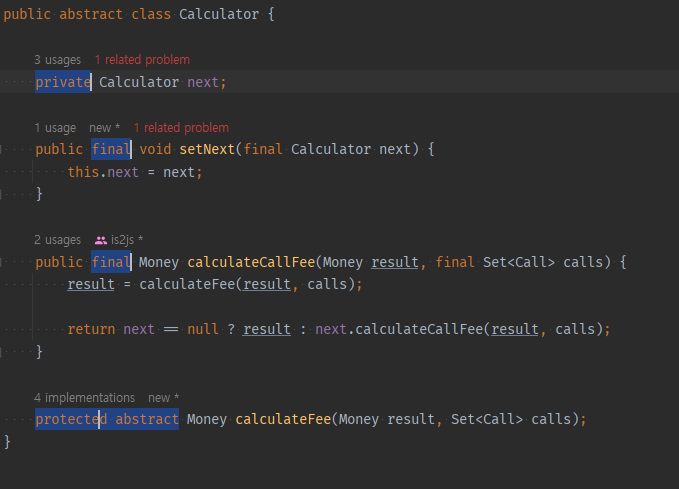 public abstract class Calculator {
3 usages 1 related problem
private Calculator next;
1 usage new * 1 related problem
public final void setNext(final Calculator next) {
this.next = next;
}
2 usages is2js *
public final Money calculateCallFee(Money result, final Set<Call> calls) {
result = calculateFee(result, calls);
return next == null ? result : next.calculateCallFee(result, calls);
}
4 implementations new *
protected abstract Money calculateFee(Money result, Set<Call> calls);
}